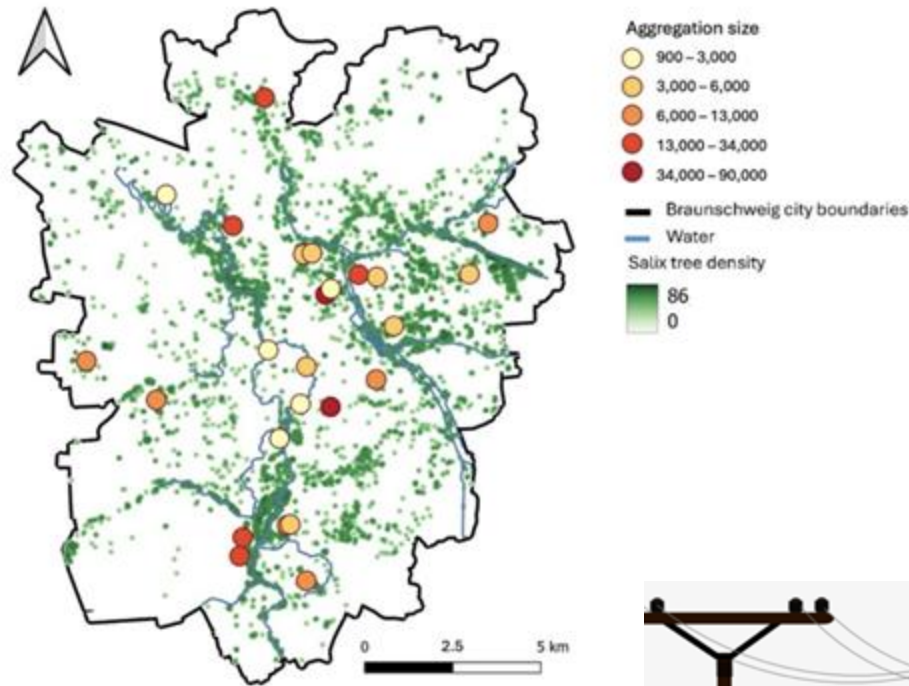 Aggregation size
900 – 3,000
3,000 – 6,000
6,000 – 13,000
13,000 – 34,000
34,000 – 90,000
Braunschweig city boundaries
Water
Salix tree density
86
0
0 2.5 5 km